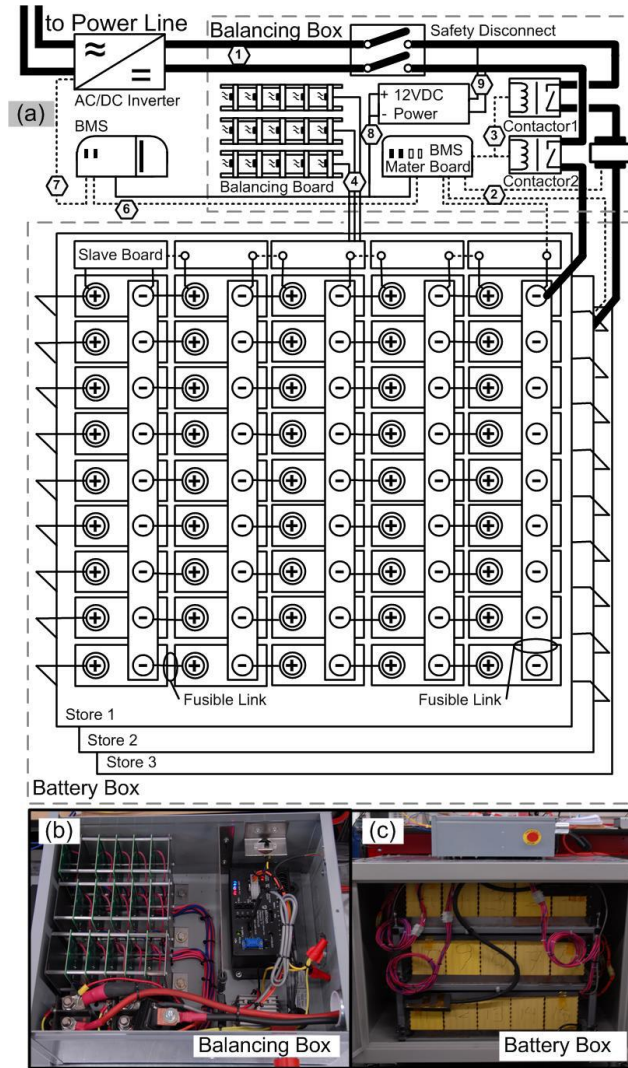 to Power Line
Balancing Box
Safety Disconnect
1
AC/DC Inverter
(a)
+ 12VDC
- Power
9
BMS
8
3
Contactor1
BMS
Mater Board
Balancing Board
4
Contactor2
7
6
2
Slave Board
+ - + - + - + - + -
+ - + - + - + - + -
+ - + - + - + - + -
+ - + - + - + - + -
+ - + - + - + - + -
+ - + - + - + - + -
+ - + - + - + - + -
+ - + - + - + - + -
+ - + - + - + - + -
Fusible Link
Fusible Link
Store 1
Store 2
Store 3
Battery Box
(b)
(c)
Balancing Box
Battery Box